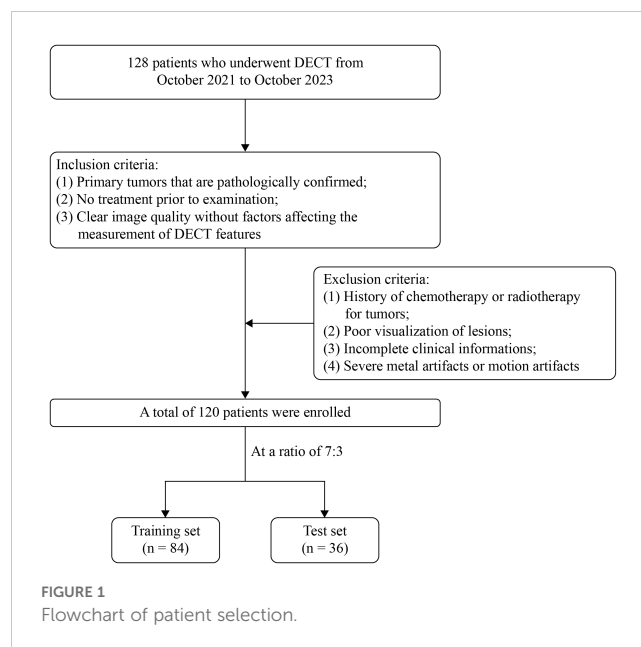 128 patients who underwent DECT from
October 2021 to October 2023
Inclusion criteria:
(1) Primary tumors that are pathologically confirmed;
(2) No treatment prior to examination;
(3) Clear image quality without factors affecting the
measurement of DECT features
Exclusion criteria:
(1) History of chemotherapy or radiotherapy
for tumors;
(2) Poor visualization of lesions;
(3) Incomplete clinical informations;
(4) Severe metal artifacts or motion artifacts
A total of 120 patients were enrolled
At a ratio of 7:3
Training set
(n = 84)
Test set
(n = 36)
FIGURE 1
Flowchart of patient selection.